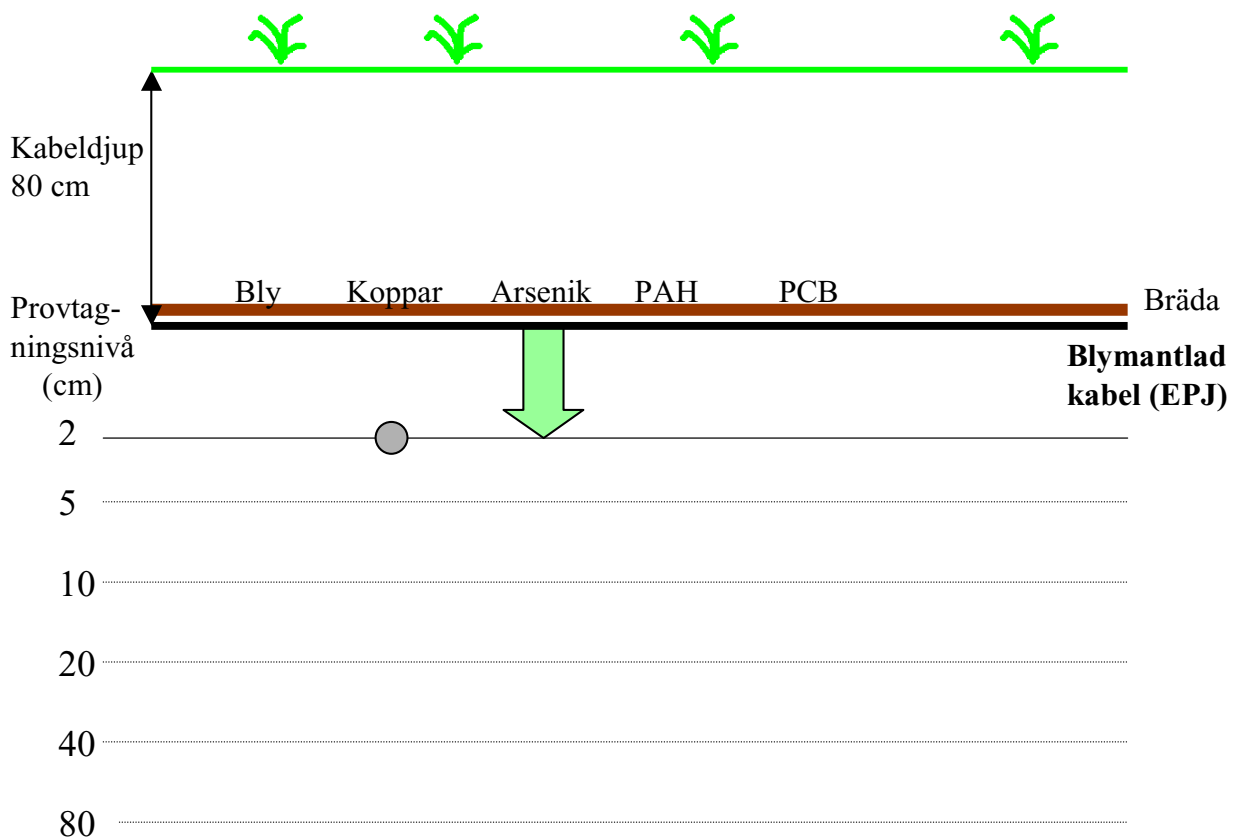 Kabeldjup
80 cm
Bly Koppar Arsenik PAH PCB
Bräda
Provtag-
ningsnivå
(cm)
Blymantlad
kabel (EPJ)
2
5
10
20
40
80